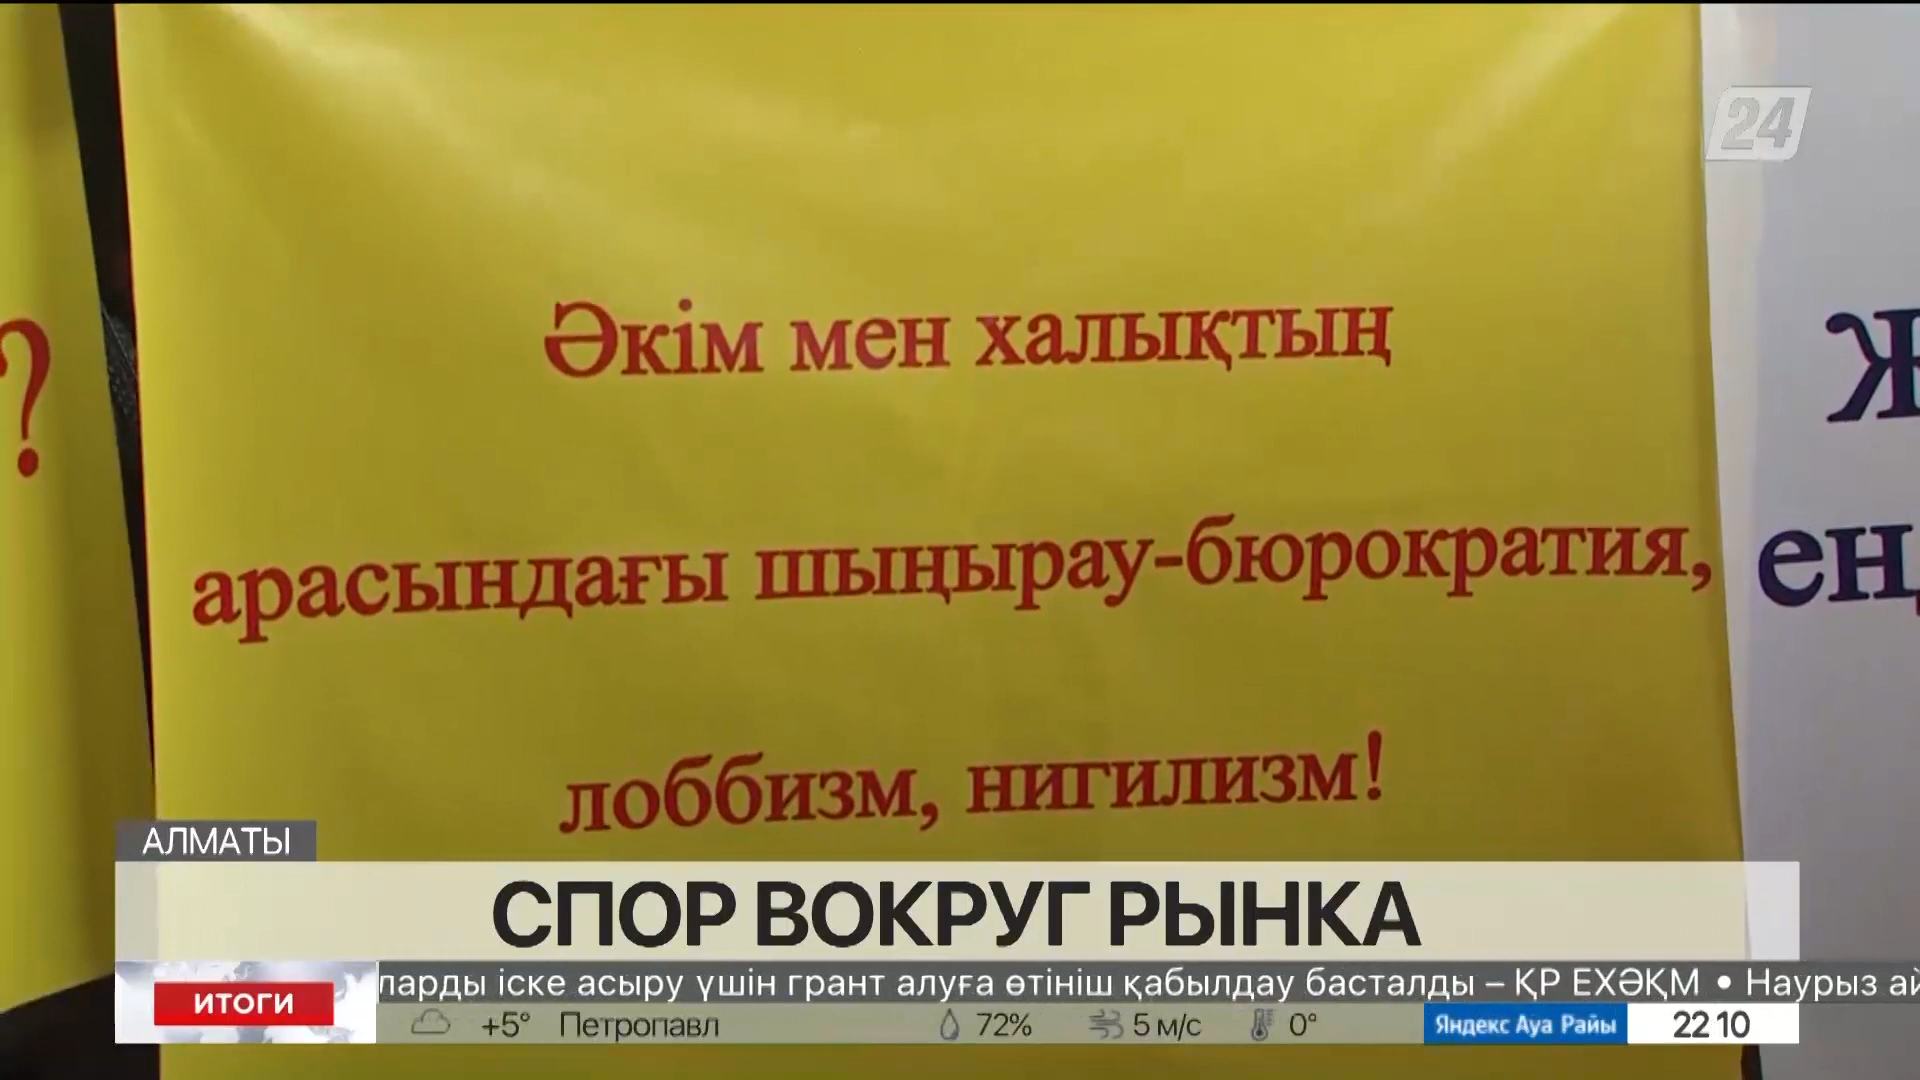 24
?
Әкім мен халықтың
арасындағы шыңырау-бюрократия,
лоббизм, нигилизм!
АЛМАТЫ
СПОР ВОКРУГ РЫНКА
ИТОГИ
ларды іске асыру үшін грант алуға өтініш қабылдау басталды – ҚР ЕХӘҚМ • Наурыз ай
+5° Петропавл 72% 5 м/с 0° Яндекс Ауа Райы 22 10